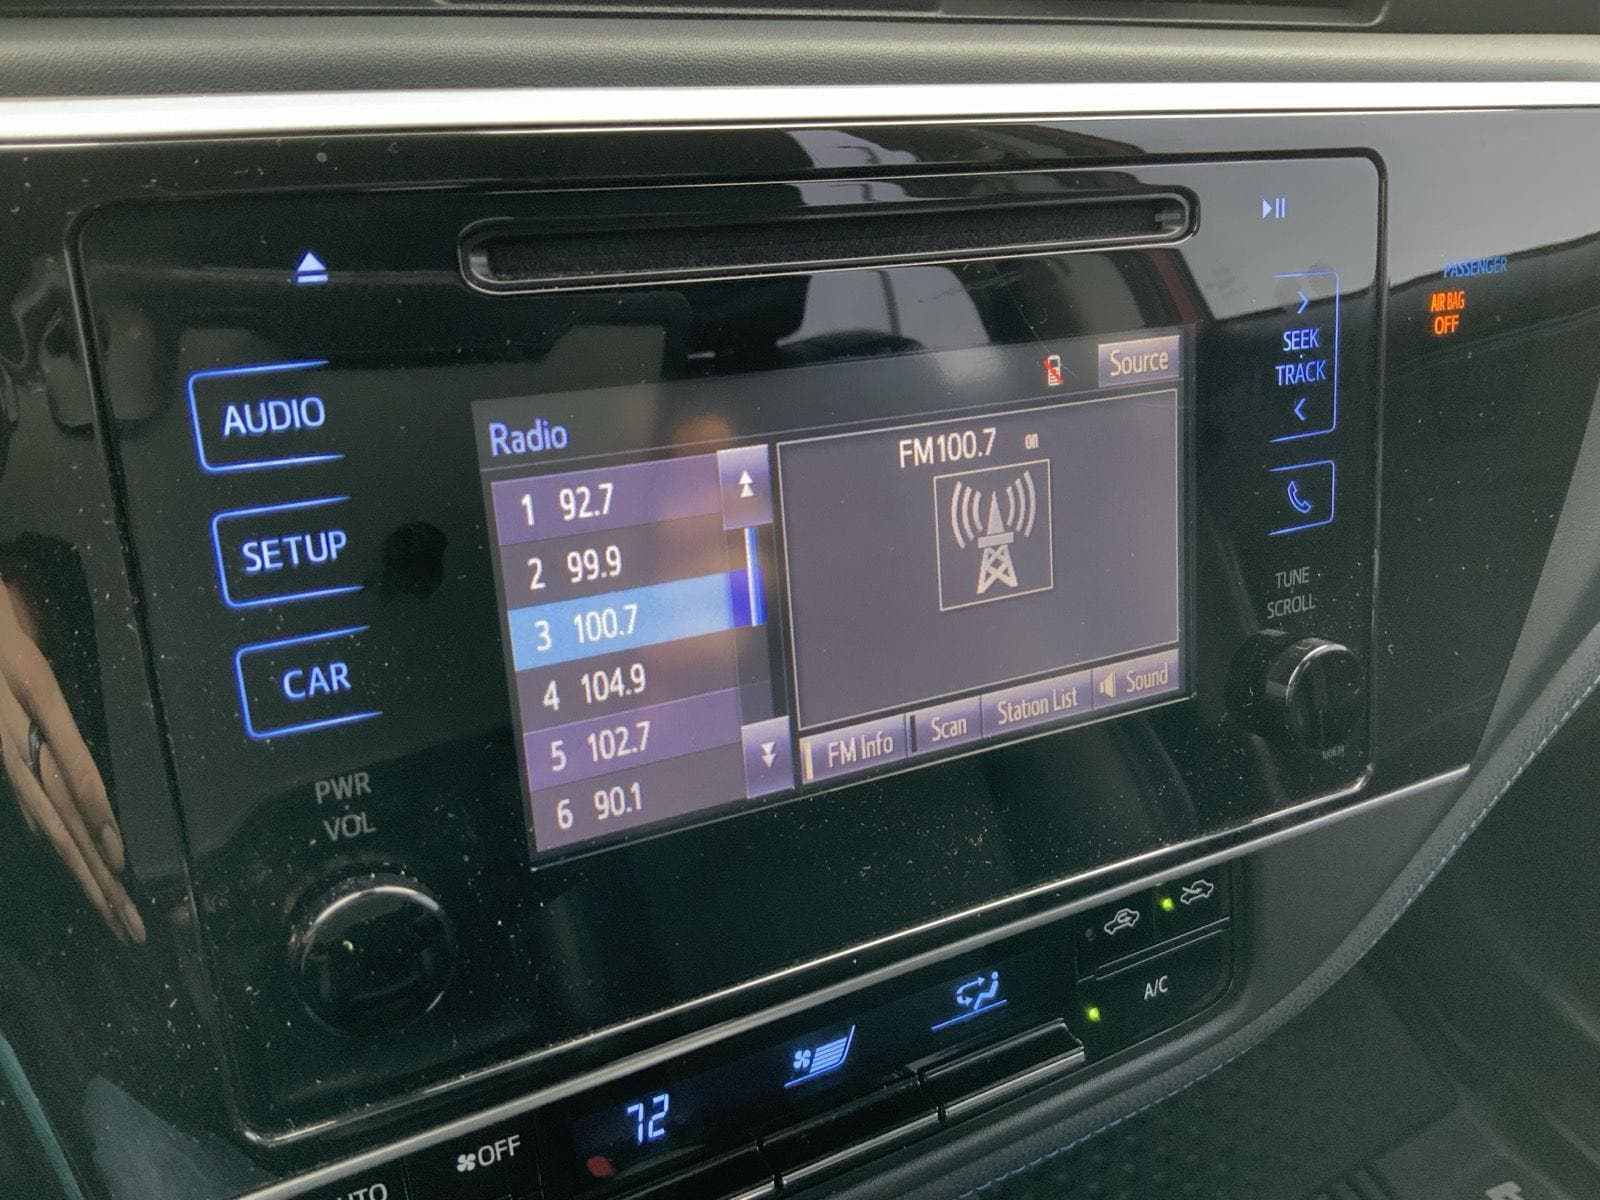 PASSENGER
AIR BAG
OFF
SEEK
TRACK
Source
AUDIO
Radio
FM100.7 on
1 92.7
2 99.9
3 100.7
4 104.9
5 102.7
6 90.1
SETUP
CAR
TUNE
SCROLL
FM Info
Scan
Station List
Sound
PWR
VOL
A/C
72
OFF